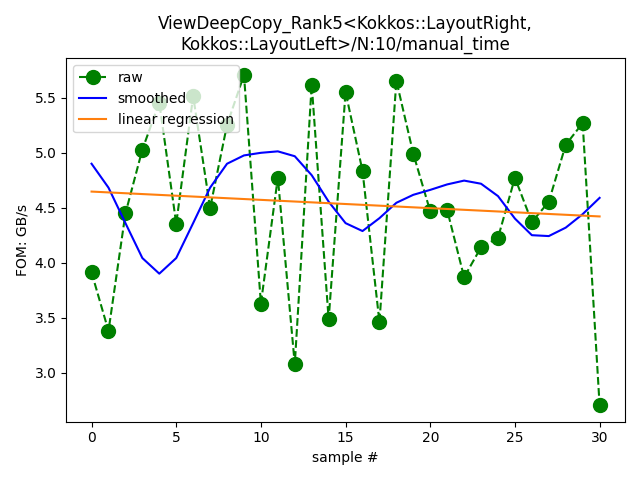 ViewDeepCopy_Rank5<Kokkos::LayoutRight,
Kokkos::LayoutLeft>/N:10/manual_time
raw
smoothed
linear regression
FOM: GB/s
5.5
5.0
4.5
4.0
3.5
3.0
0 5 10 15 20 25 30
sample #